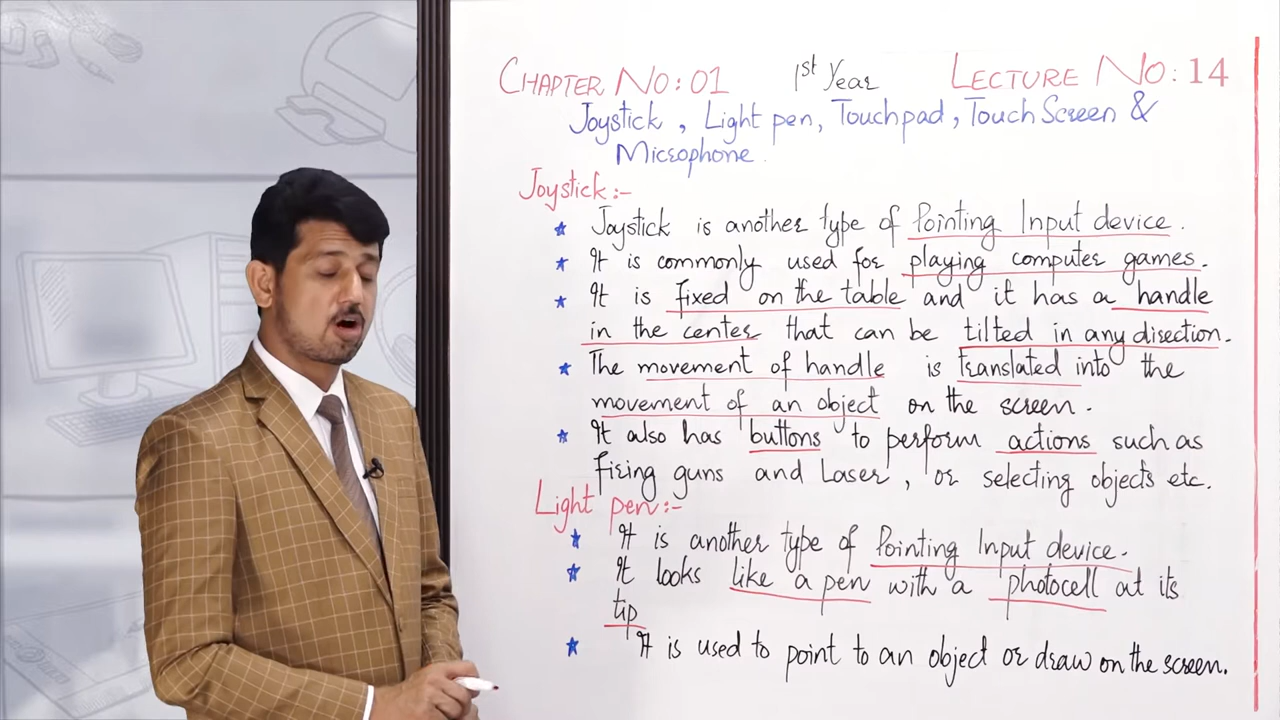 CHAPTER NO: 01 1st Year LECTURE NO: 14
Joystick, Light pen, Touchpad, Touch Screen &
Microphone.
Joystick:-
* Joystick is another type of Pointing Input device.
* It is commonly used for playing computer games.
* It is fixed on the table and it has a handle
in the center that can be tilted in any direction.
* The movement of handle is translated into the
movement of an object on the screen.
* It also has buttons to perform actions such as
firing guns and Laser, or selecting objects etc.
Light pen:-
* It is another type of Pointing Input device.
* It looks like a pen with a photocell at its
tip
* It is used to point to an object or draw on the screen.